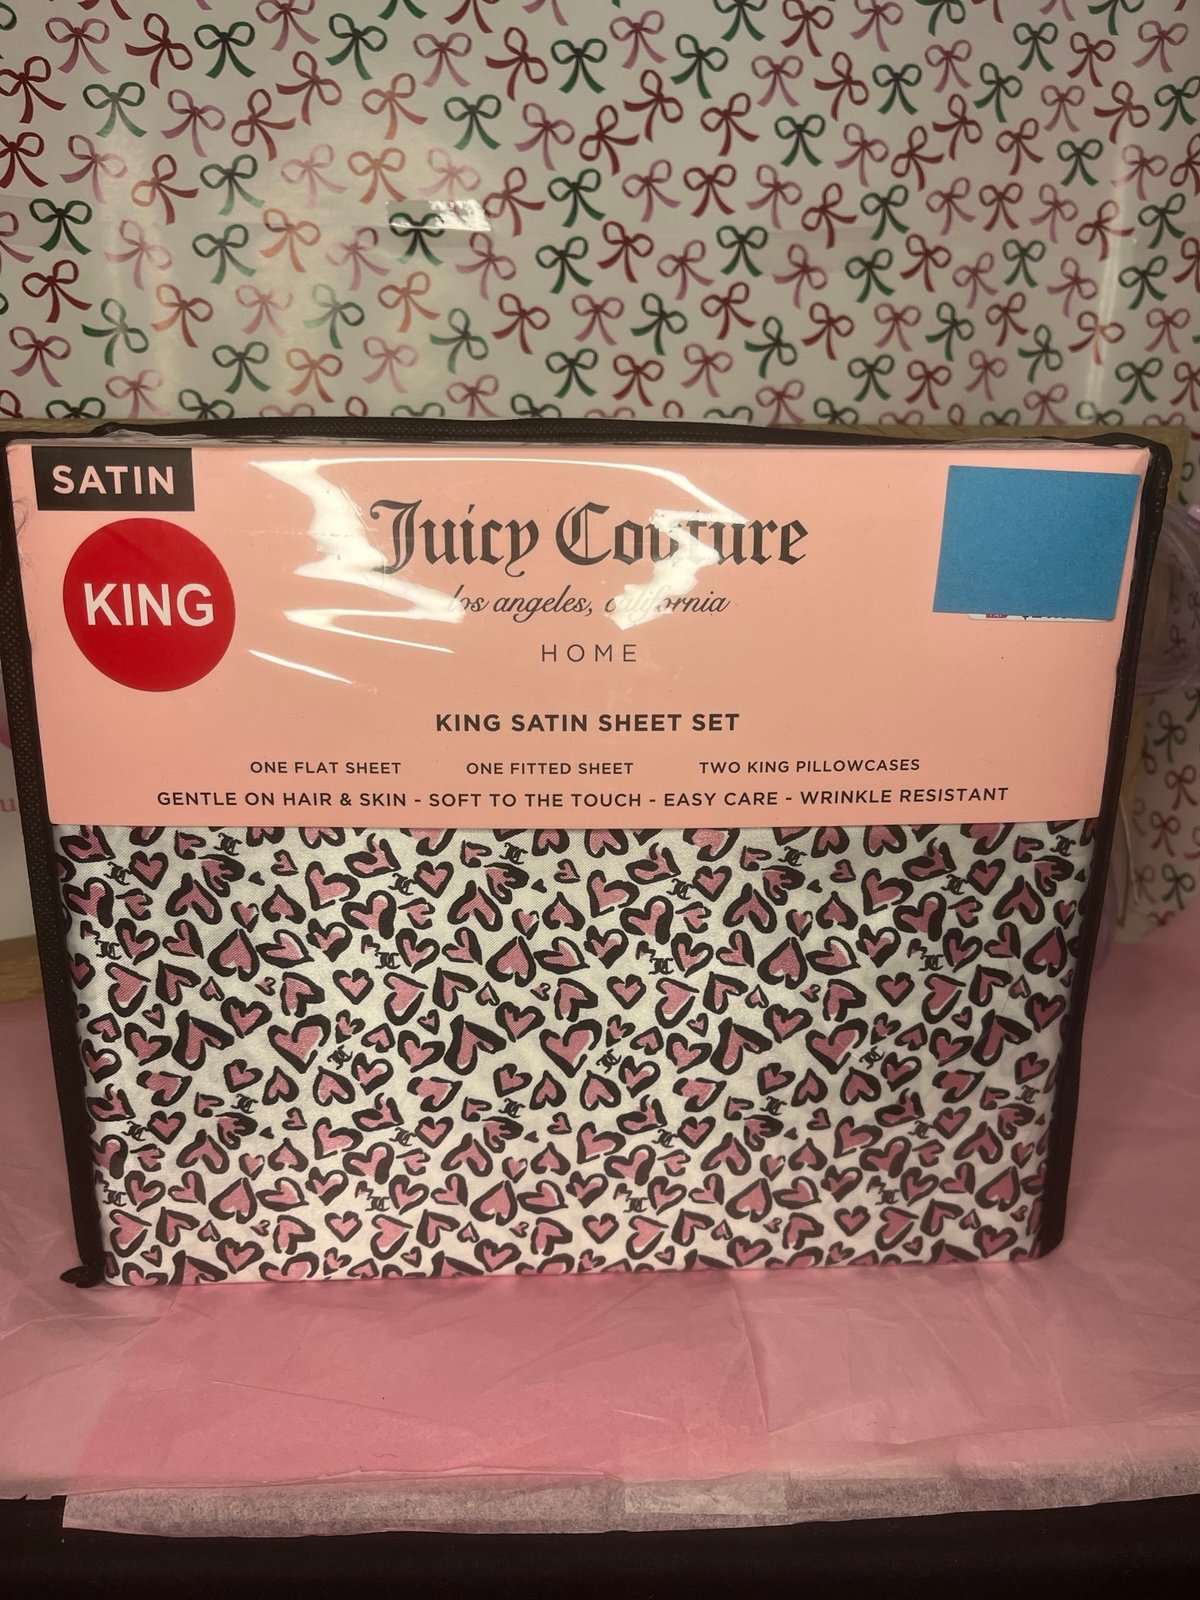 SATIN
KING
Juicy Couture
los angeles, california
HOME
KING SATIN SHEET SET
ONE FLAT SHEET ONE FITTED SHEET TWO KING PILLOWCASES
GENTLE ON HAIR & SKIN - SOFT TO THE TOUCH - EASY CARE - WRINKLE RESISTANT